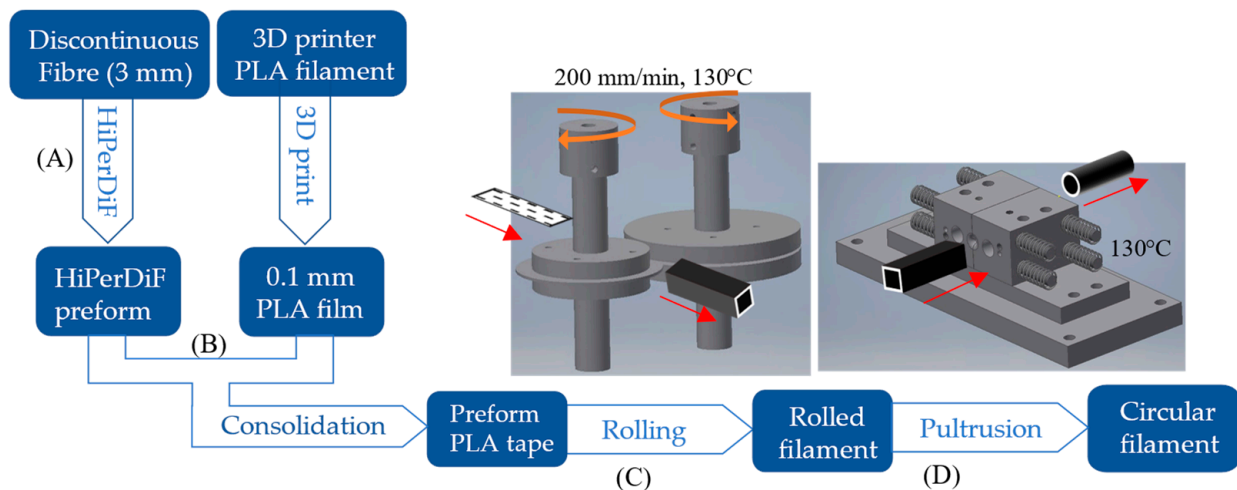 Discontinuous
Fibre (3 mm)
3D printer
PLA filament
200 mm/min, 130°C
(A)
HiPerDiF
3D print
130°C
HiPerDiF
preform
0.1 mm
PLA film
(B)
Consolidation
Preform
PLA tape
Rolling
Rolled
filament
Pultrusion
Circular
filament
(C)
(D)